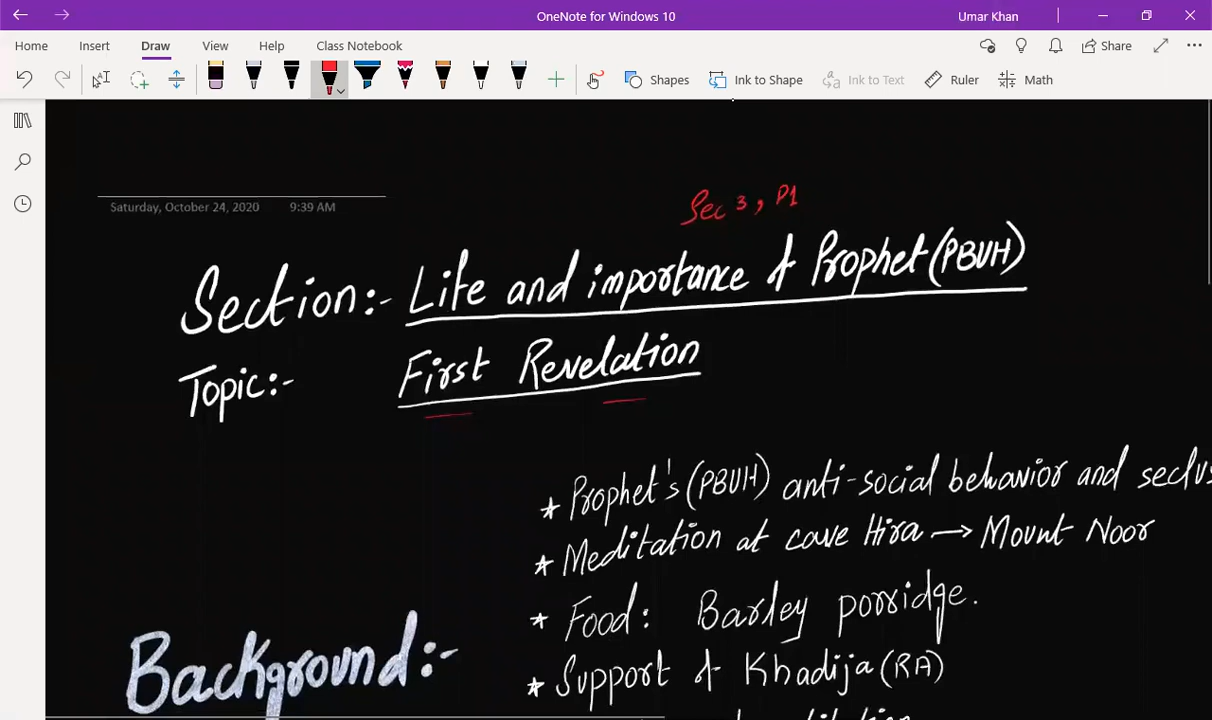 OneNote for Windows 10
Umar Khan
Home Insert Draw View Help Class Notebook Share
Shapes Ink to Shape Ink to Text Ruler Math
Saturday, October 24, 2020 9:39 AM
Sec 3, P1
Section:- Life and importance of Prophet (PBUH)
Topic:- First Revelation
* Prophet's (PBUH) anti-social behavior and seclus
* Meditation at cave Hira → Mount Noor
* Food: Barley porridge.
Background:-
* Support of Khadija (RA)